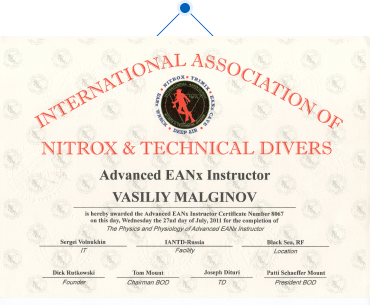 INTERNATIONAL ASSOCIATION OF
NITROX & TECHNICAL DIVERS
Advanced EANx Instructor
VASILIY MALGINOV
is hereby awarded the Advanced EANx Instructor Certificate Number 8067
on this day, Wednesday the 27nd day of July, 2011 for the completion of
The Physics and Physiology of Advanced EANx Instructor
Sergei Volnukhin IANTD-Russia Black Sea, RF
IT Facility Location
Dick Rutkowski Tom Mount Joseph Dituri Patti Schaeffer Mount
Founder Chairman BOD TD President BOD